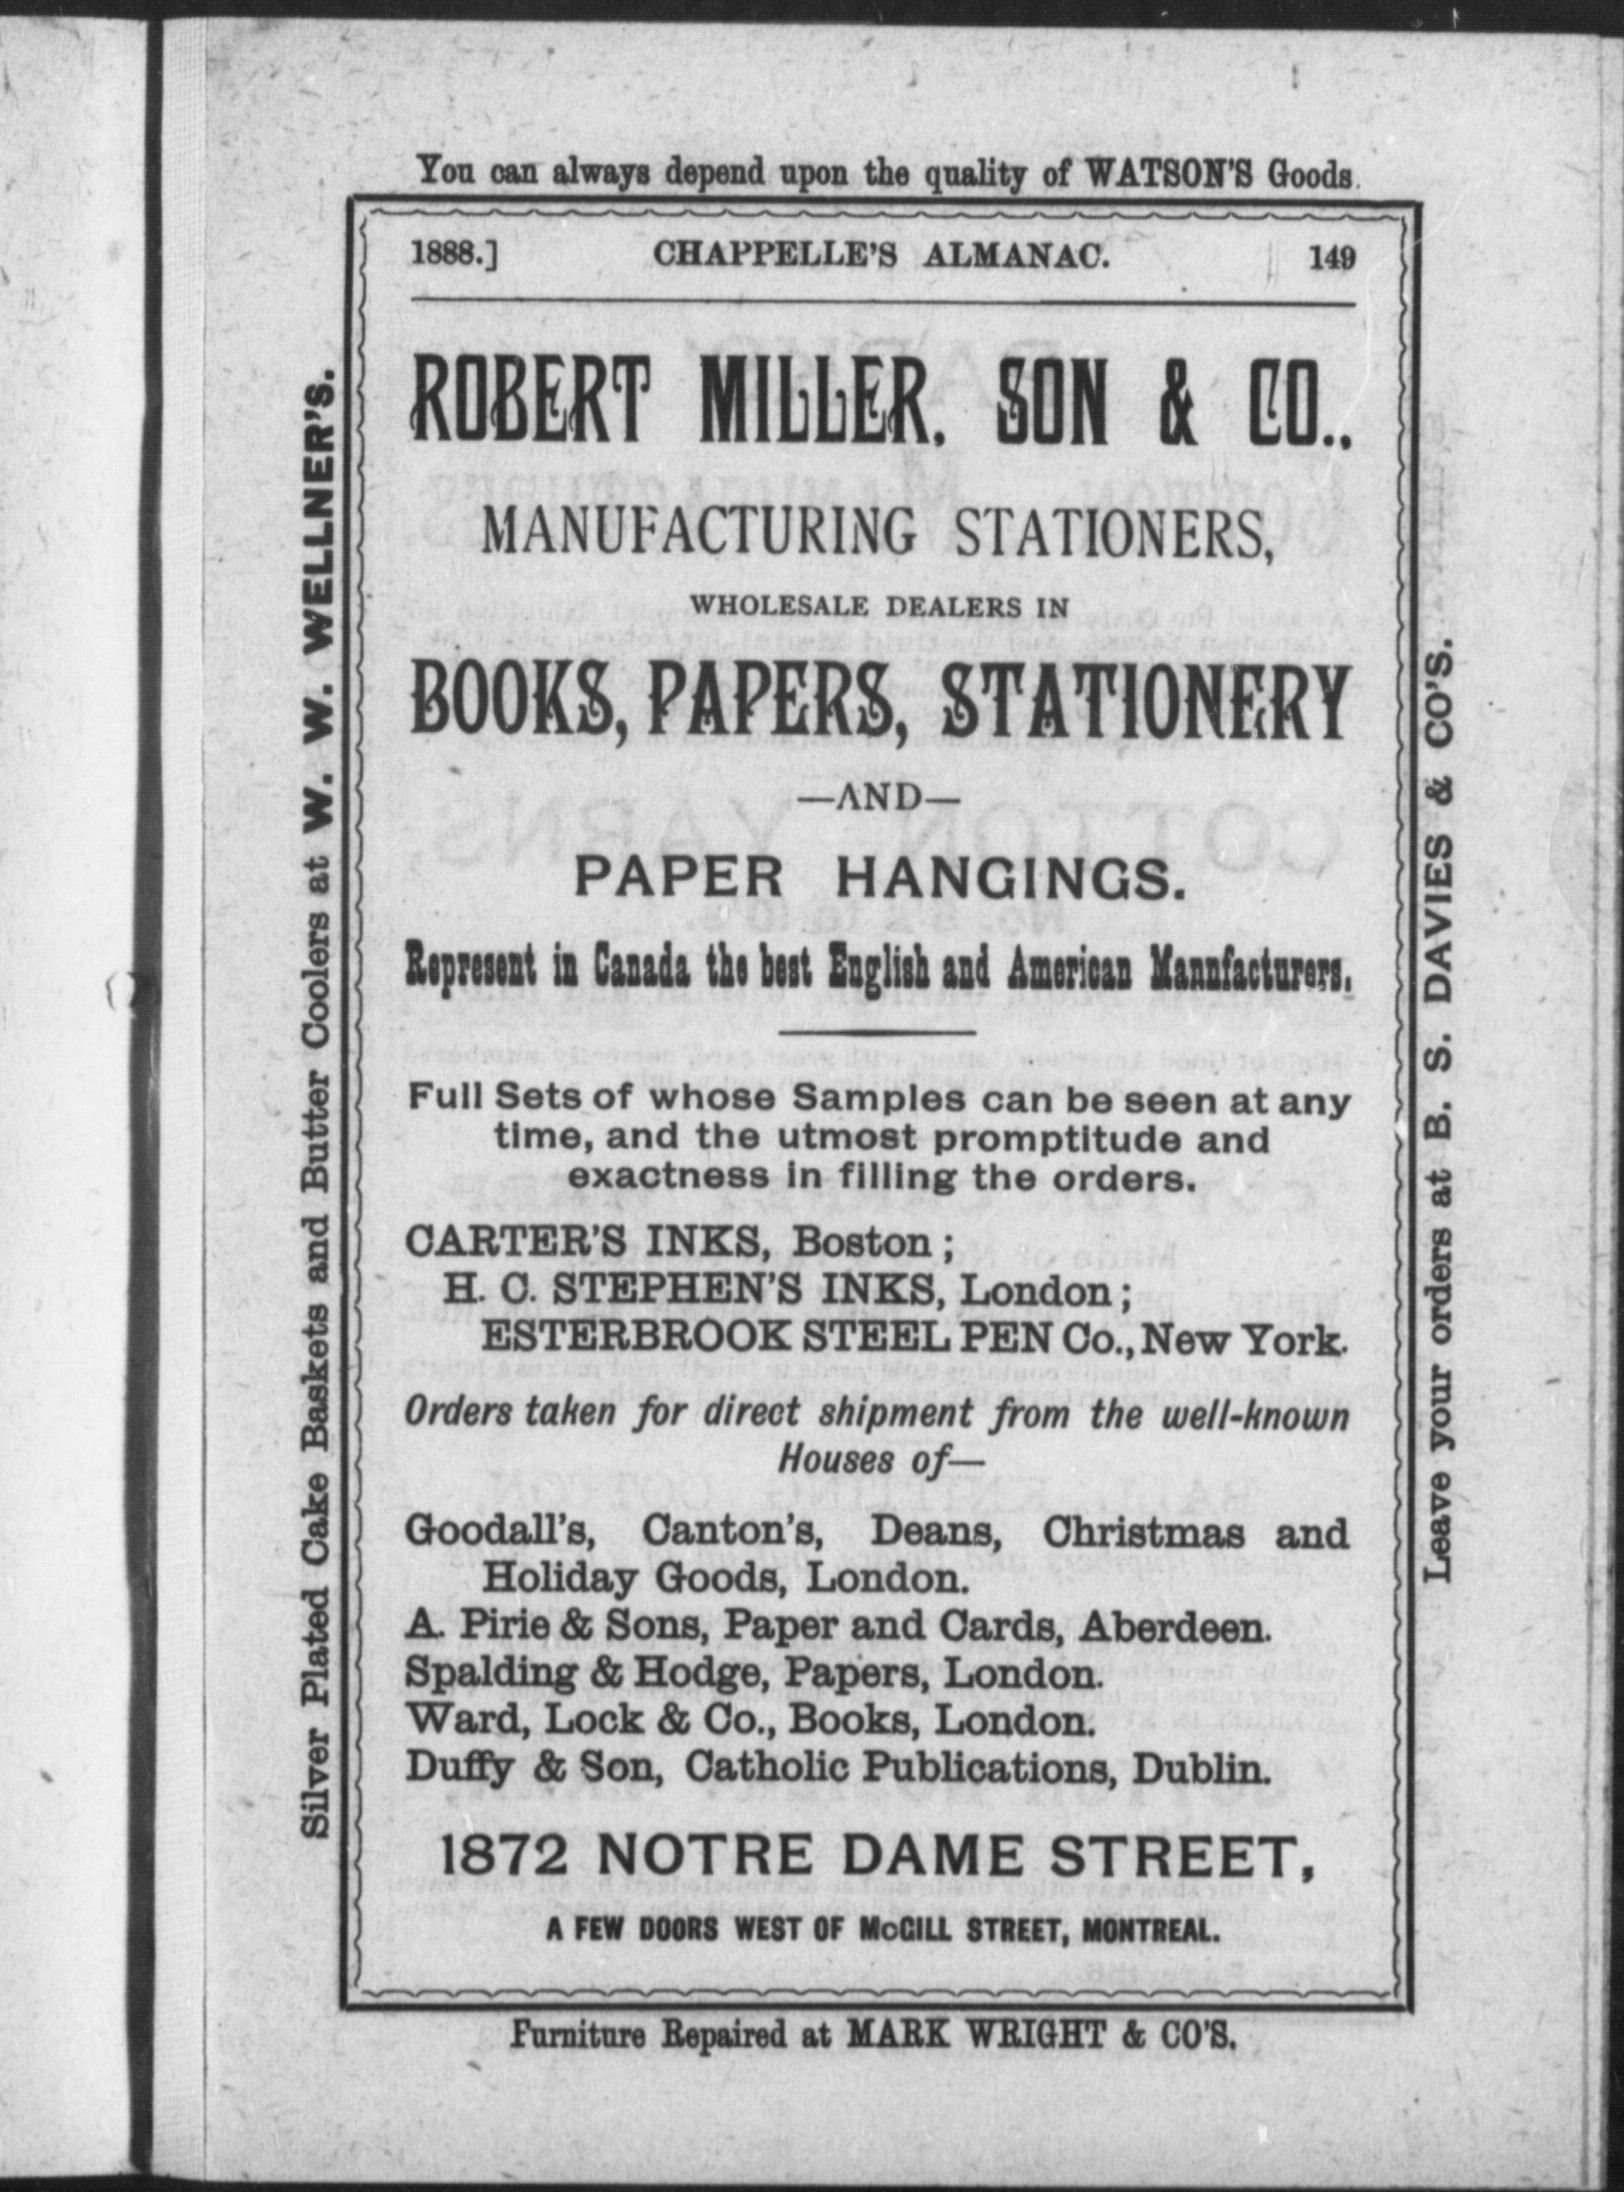 You can always depend upon the quality of WATSON'S Goods.
1888.] CHAPPELLE'S ALMANAC. 149
ROBERT MILLER. SON & CO.,
MANUFACTURING STATIONERS,
WHOLESALE DEALERS IN
BOOKS, PAPERS, STATIONERY
—AND—
PAPER HANGINGS.
Represent in Canada the best English and American Mannfacturers.
Full Sets of whose Samples can be seen at any
time, and the utmost promptitude and
exactness in filling the orders.
CARTER'S INKS, Boston;
H. C. STEPHEN'S INKS, London;
ESTERBROOK STEEL PEN Co., New York.
Orders taken for direct shipment from the well-known
Houses of—
Goodall's, Canton's, Deans, Christmas and
Holiday Goods, London.
A. Pirie & Sons, Paper and Cards, Aberdeen.
Spalding & Hodge, Papers, London.
Ward, Lock & Co., Books, London.
Duffy & Son, Catholic Publications, Dublin.
1872 NOTRE DAME STREET,
A FEW DOORS WEST OF McGILL STREET, MONTREAL.
Furniture Repaired at MARK WRIGHT & CO'S.
Silver Plated Cake Baskets and Butter Coolers at W. W. WELLNER'S.
Leave your orders at B. S. DAVIES & CO'S.